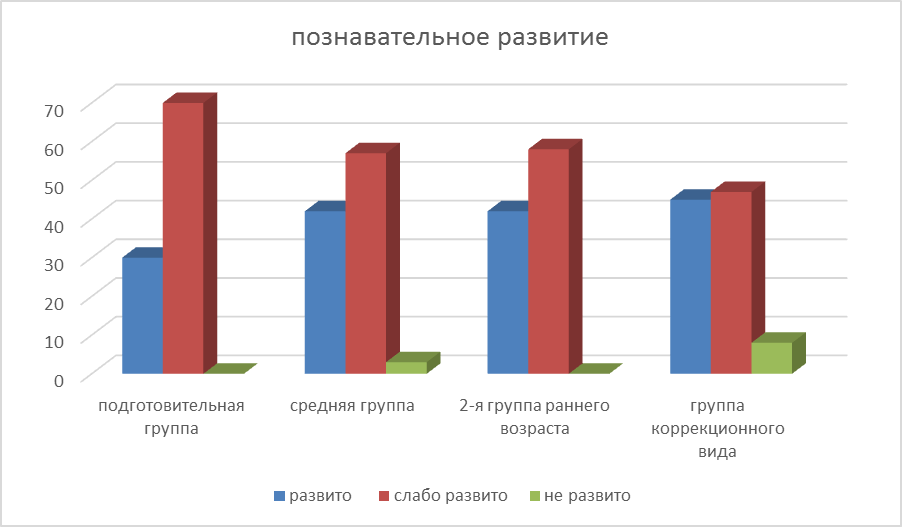 познавательное развитие
70
60
50
40
30
20
10
0
подготовительная
группа
средняя группа
2-я группа раннего
возраста
группа
коррекционного
вида
развито
слабо развито
не развито